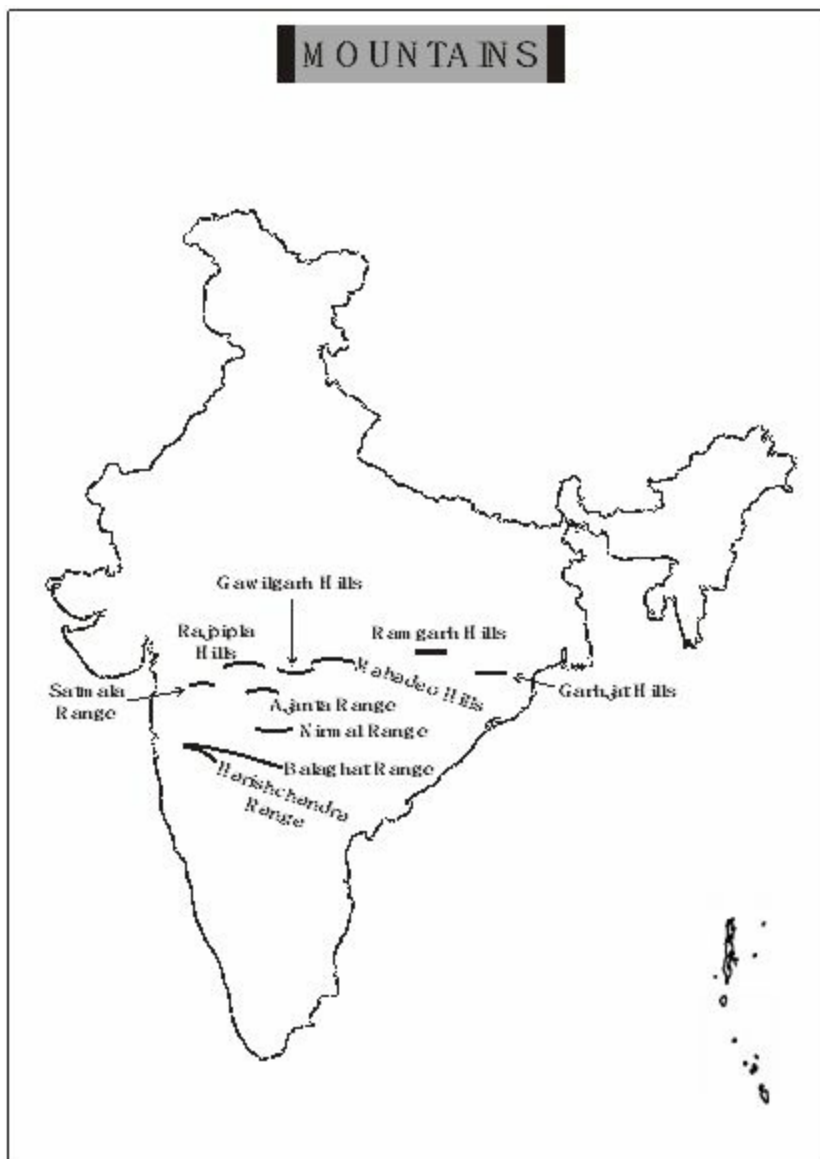 MOUNTAINS
Gawilgarh Hills
Rajpipla
Hills
Ramgarh Hills
Mahadeo Hills
Satmala
Range
Garhjat Hills
Ajanta Range
Nirmal Range
Balaghat Range
Harishchandra
Range